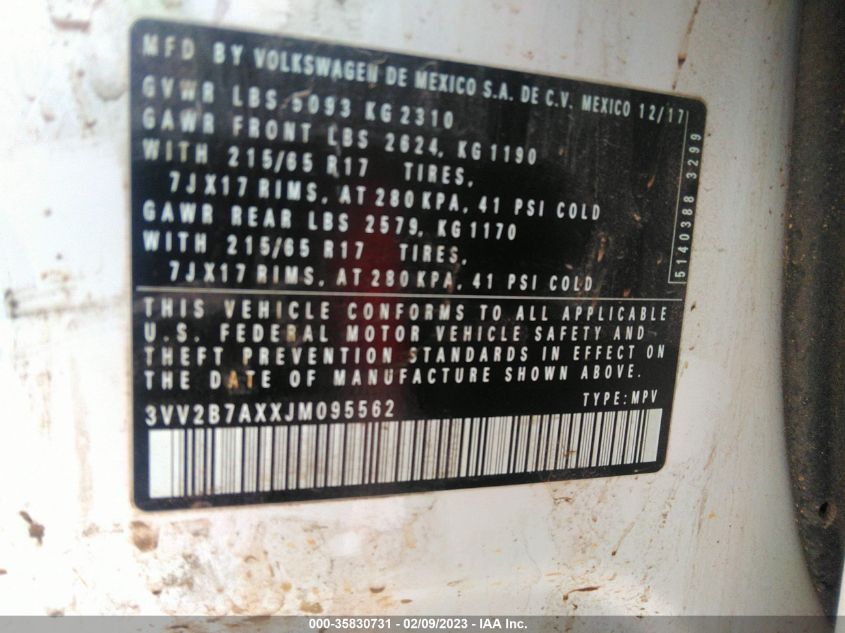 MFD BY VOLKSWAGEN DE MEXICO S.A. DE C.V. MEXICO 12/17
GVWR LBS 5093 KG 2310
GAWR FRONT LBS 2624, KG 1190
WITH 215/65 R17 TIRES,
7JX17 RIMS, AT 280 KPA, 41 PSI COLD
GAWR REAR LBS 2579, KG 1170
WITH 215/65 R17 TIRES,
7JX17 RIMS, AT 280 KPA, 41 PSI COLD
5140388 3299
THIS VEHICLE CONFORMS TO ALL APPLICABLE
U.S. FEDERAL MOTOR VEHICLE SAFETY AND
THEFT PREVENTION STANDARDS IN EFFECT ON
THE DATE OF MANUFACTURE SHOWN ABOVE.
3VV2B7AXXJM095562 TYPE: MPV
000-35830731 - 02/09/2023 - IAA Inc.